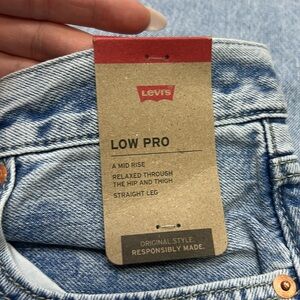 Levi's
LOW PRO
A MID RISE
RELAXED THROUGH
THE HIP AND THIGH
STRAIGHT LEG
ORIGINAL STYLE.
RESPONSIBLY MADE.